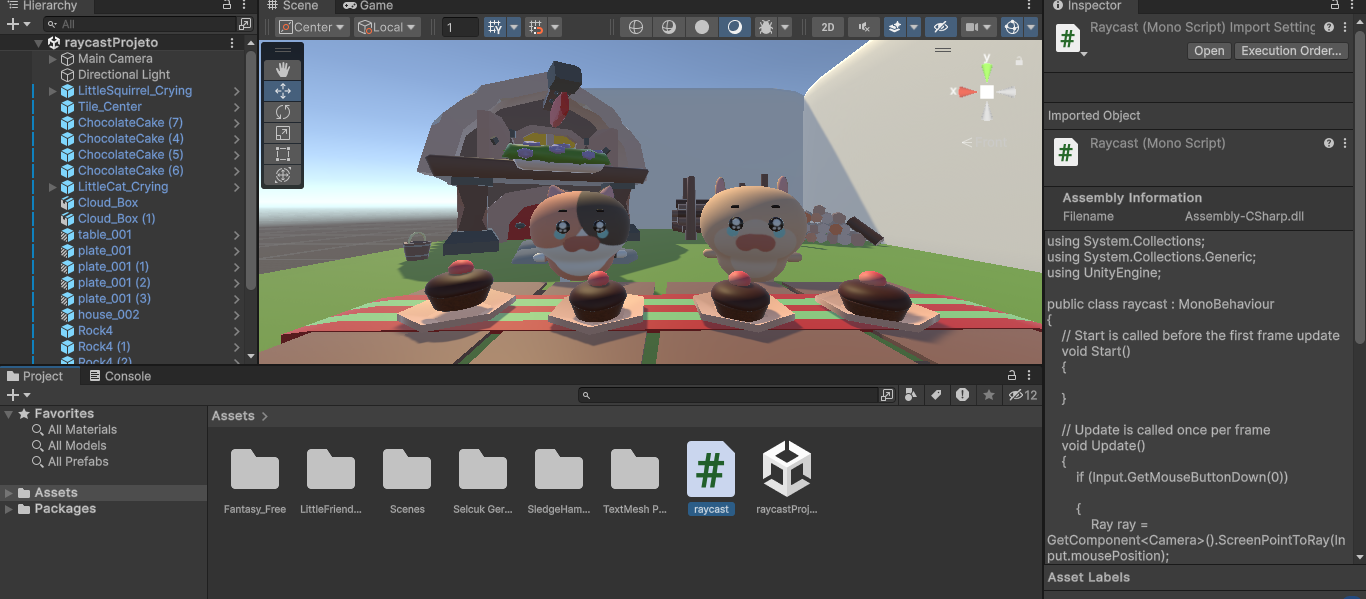 Hierarchy
All
raycastProjeto
Main Camera
Directional Light
LittleSquirrel_Crying
Tile_Center
ChocolateCake (7)
ChocolateCake (4)
ChocolateCake (5)
ChocolateCake (6)
LittleCat_Crying
Cloud_Box
Cloud_Box (1)
table_001
plate_001
plate_001 (1)
plate_001 (2)
plate_001 (3)
house_002
Rock4
Rock4 (1)
Rock4 (2)
Scene
Game
Center
Local
1
2D
y
x
Inspector
Raycast (Mono Script) Import Setting
Open
Execution Order...
Imported Object
Raycast (Mono Script)
Assembly Information
Filename Assembly-CSharp.dll
using System.Collections;
using System.Collections.Generic;
using UnityEngine;
public class raycast : MonoBehaviour
{
// Start is called before the first frame update
void Start()
{
}
// Update is called once per frame
void Update()
{
if (Input.GetMouseButtonDown(0))
{
Ray ray =
GetComponent<Camera>().ScreenPointToRay(In
put.mousePosition);
Asset Labels
Project
Console
12
Favorites
All Materials
All Models
All Prefabs
Assets
Packages
Assets
Fantasy_Free
LittleFriend...
Scenes
Selcuk Ger...
SledgeHam...
TextMesh P...
raycast
raycastProj...